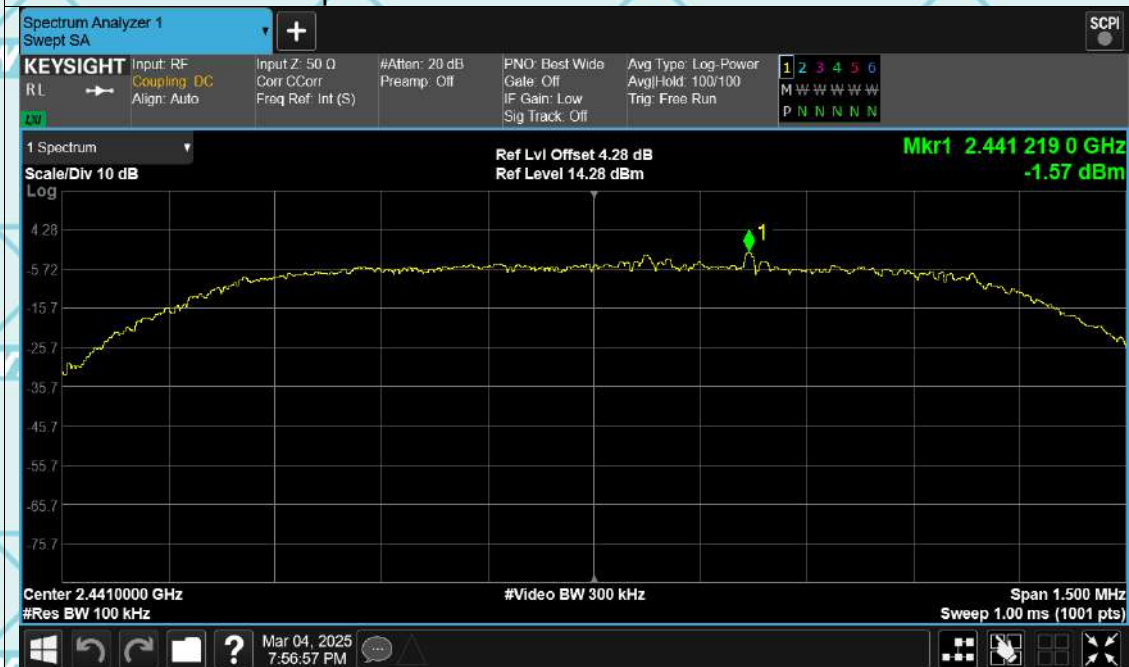 Spectrum Analyzer 1
Swept SA
+
SCPI
KEYSIGHT
RL
LXI
Input: RF
Coupling: DC
Align: Auto
Input Z: 50 Ω
Corr CCorr
Freq Ref: Int (S)
#Atten: 20 dB
Preamp: Off
PNO: Best Wide
Gate: Off
IF Gain: Low
Sig Track: Off
Avg Type: Log-Power
Avg|Hold: 100/100
Trig: Free Run
1 2 3 4 5 6
M W W W W W
P N N N N N
1 Spectrum
Scale/Div 10 dB
Log
Ref Lvl Offset 4.28 dB
Ref Level 14.28 dBm
Mkr1 2.441 219 0 GHz
-1.57 dBm
4.28
1
-5.72
-15.7
-25.7
-35.7
-45.7
-55.7
-65.7
-75.7
Center 2.4410000 GHz
#Res BW 100 kHz
#Video BW 300 kHz
Span 1.500 MHz
Sweep 1.00 ms (1001 pts)
?
Mar 04, 2025
7:56:57 PM